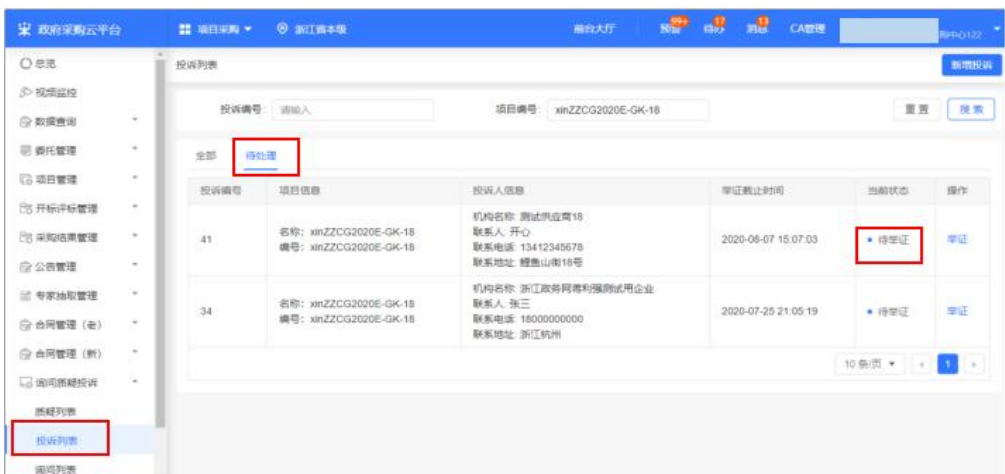 政府采购云平台
项目采购
浙江省本级
前台大厅
预警
99+
待办
17
消息
13
CA管理
购中心122
总览
视频监控
数据查询
委托管理
项目管理
开标评标管理
采购结果管理
公告管理
专家抽取管理
合同管理（老）
合同管理（新）
询问质疑投诉
质疑列表
投诉列表
询问列表
投诉列表
新增投诉
投诉编号：
请输入
项目编号：
xinZZCG2020E-GK-18
重置
搜索
全部
待处理
投诉编号
项目信息
投诉人信息
举证截止时间
当前状态
操作
41
名称：xinZZCG2020E-GK-18
编号：xinZZCG2020E-GK-18
机构名称: 测试供应商18
联系人: 开心
联系电话: 13412345678
联系地址: 鲤鱼山街18号
2020-08-07 15:07:03
待举证
举证
34
名称：xinZZCG2020E-GK-18
编号：xinZZCG2020E-GK-18
机构名称: 浙江政务网蒋利强测试用企业
联系人: 张三
联系电话: 18000000000
联系地址: 浙江杭州
2020-07-25 21:05:19
待举证
举证
10 条/页
1